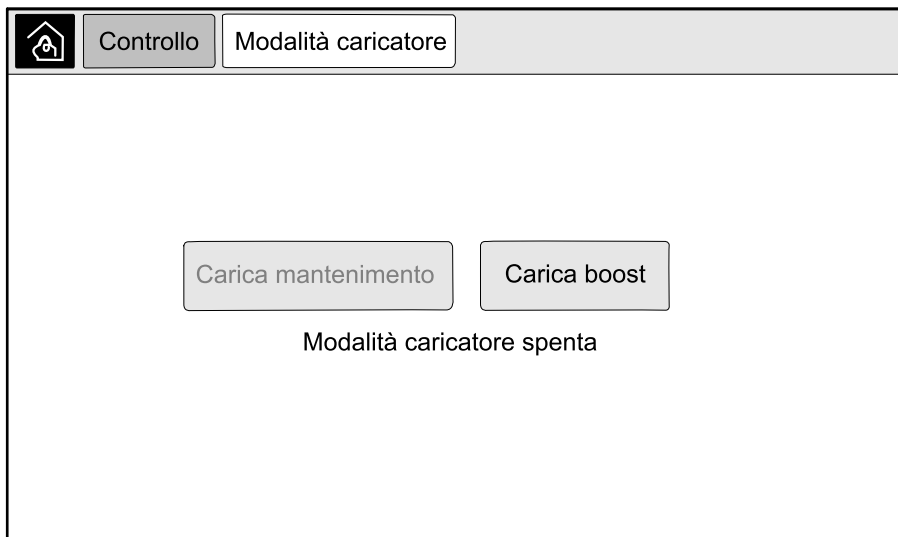 Controllo
Modalità caricatore
Carica mantenimento
Carica boost
Modalità caricatore spenta